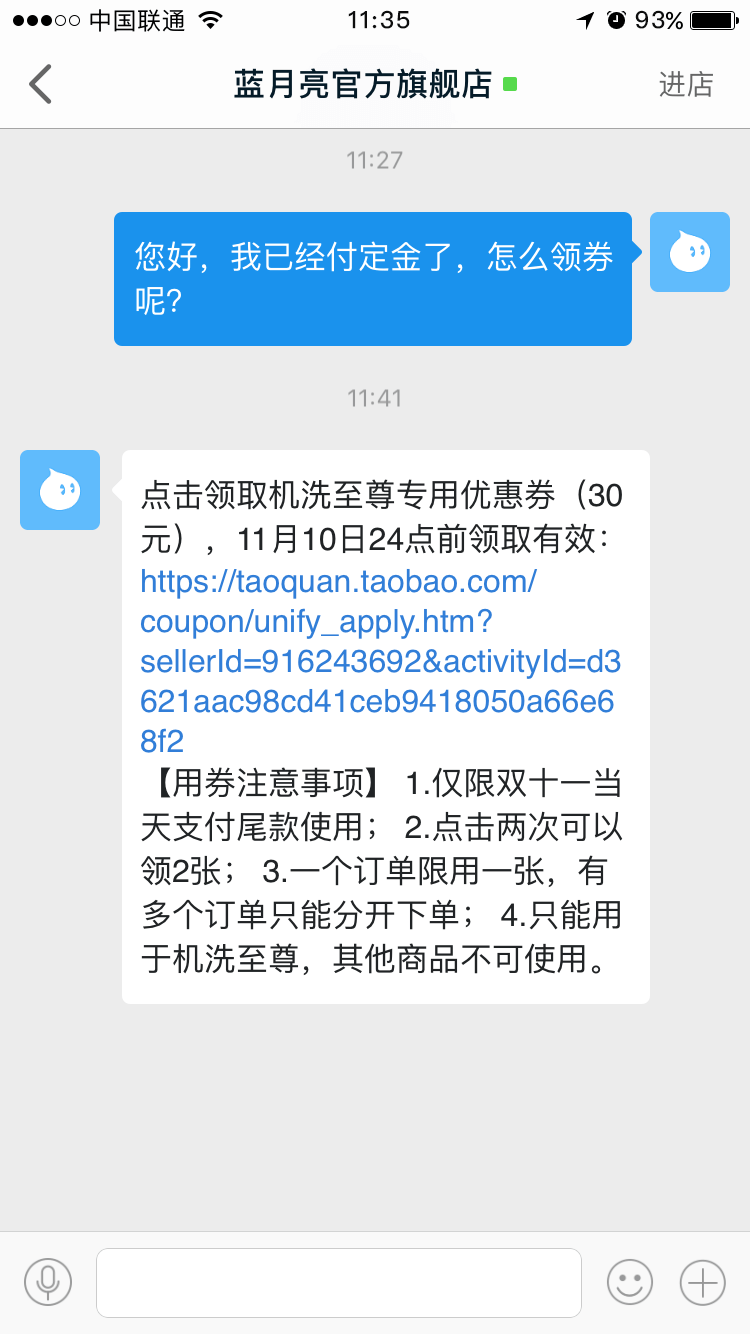 中国联通 11:35 93%
蓝月亮官方旗舰店 进店
11:27
您好，我已经付定金了，怎么领券
呢？
11:41
点击领取机洗至尊专用优惠券（30
元），11月10日24点前领取有效：
https://taoquan.taobao.com/
coupon/unify_apply.htm?
sellerId=916243692&activityId=d3
621aac98cd41ceb9418050a66e6
8f2
【用券注意事项】 1.仅限双十一当
天支付尾款使用； 2.点击两次可以
领2张； 3.一个订单限用一张，有
多个订单只能分开下单； 4.只能用
于机洗至尊，其他商品不可使用。